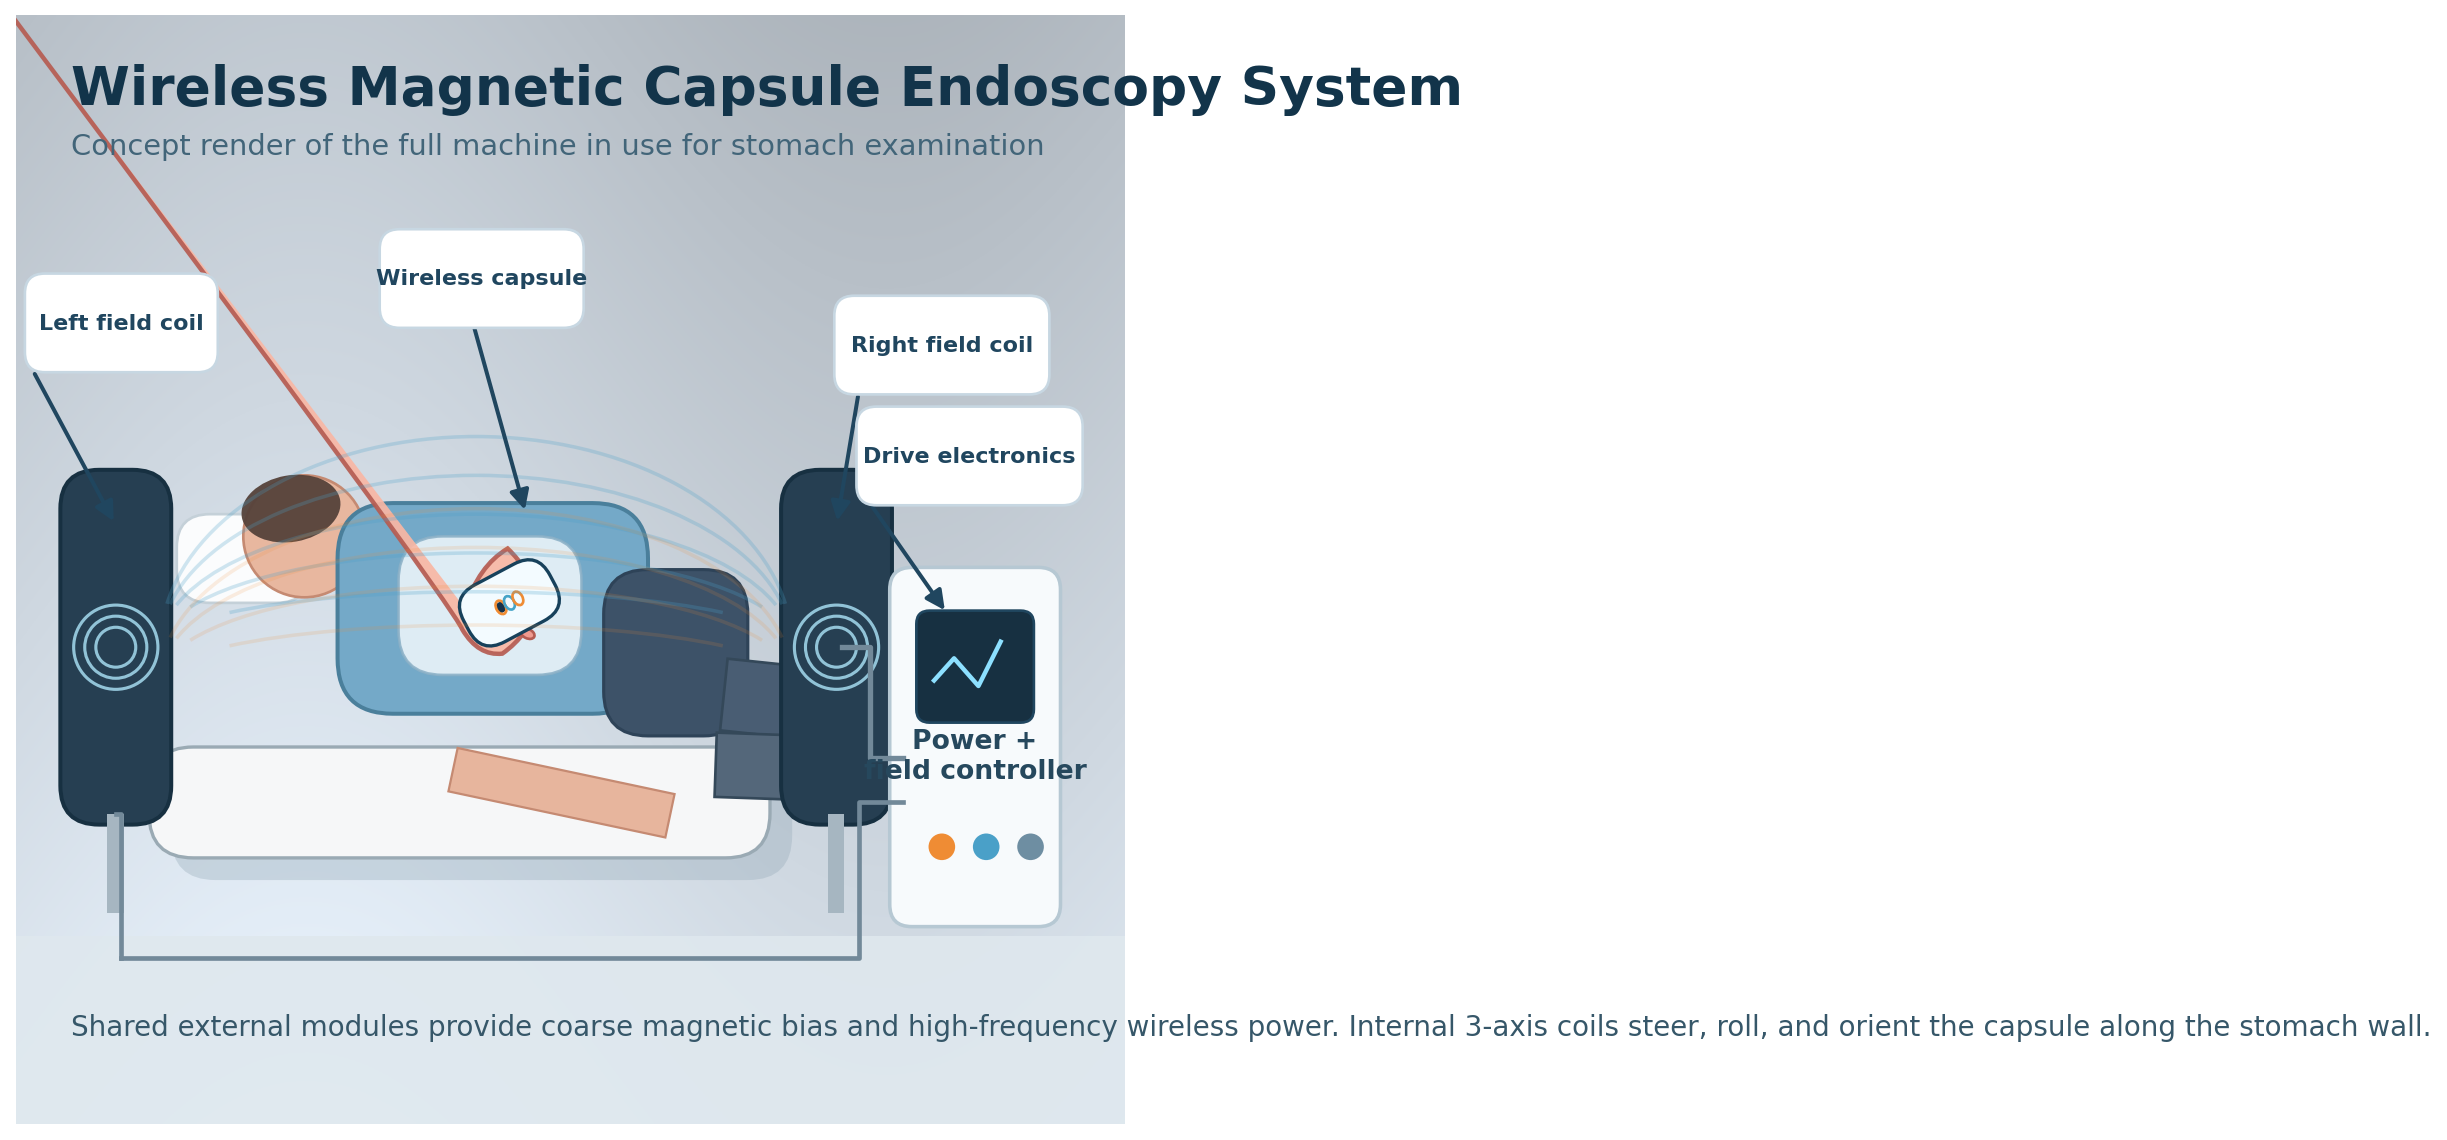 Wireless Magnetic Capsule Endoscopy System
Concept render of the full machine in use for stomach examination
Wireless capsule
Left field coil
Right field coil
Drive electronics
Power +
field controller
Shared external modules provide coarse magnetic bias and high-frequency wireless power. Internal 3-axis coils steer, roll, and orient the capsule along the stomach wall.